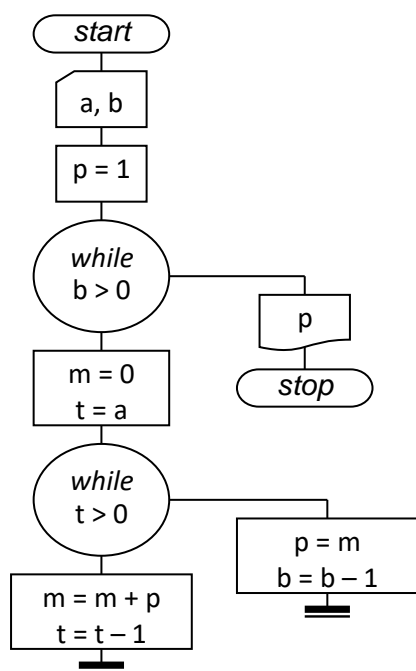 start
a, b
p = 1
while
b > 0
p
stop
m = 0
t = a
while
t > 0
p = m
b = b – 1
m = m + p
t = t – 1